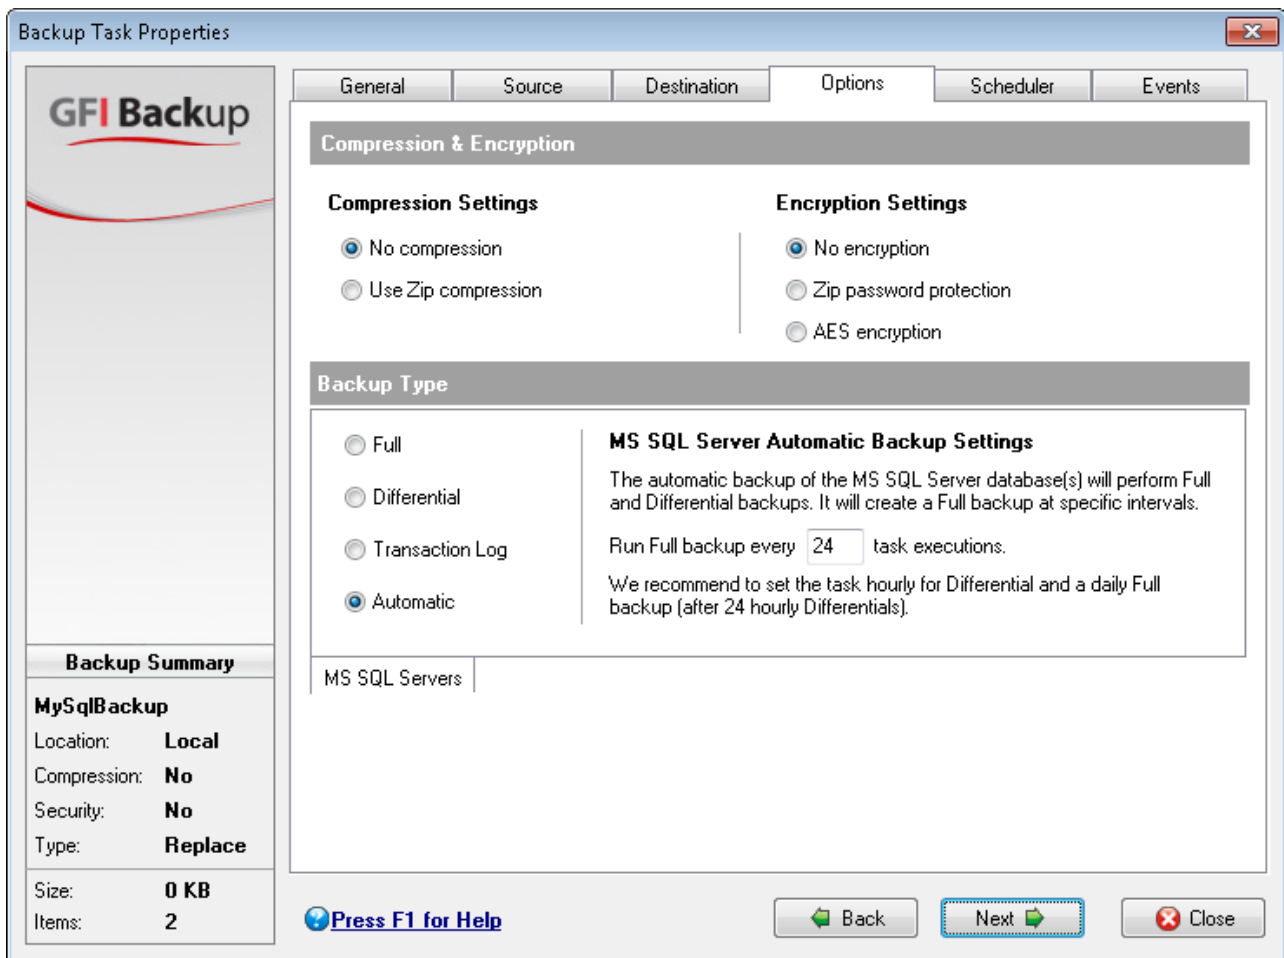 Backup Task Properties
GFI Backup
General
Source
Destination
Options
Scheduler
Events
Compression & Encryption
Compression Settings
No compression
Use Zip compression
Encryption Settings
No encryption
Zip password protection
AES encryption
Backup Type
Full
Differential
Transaction Log
Automatic
MS SQL Server Automatic Backup Settings
The automatic backup of the MS SQL Server database(s) will perform Full
and Differential backups. It will create a Full backup at specific intervals.
Run Full backup every 24 task executions.
We recommend to set the task hourly for Differential and a daily Full
backup (after 24 hourly Differentials).
MS SQL Servers
Backup Summary
MySqlBackup
Location: Local
Compression: No
Security: No
Type: Replace
Size: 0 KB
Items: 2
Press F1 for Help
Back
Next
Close